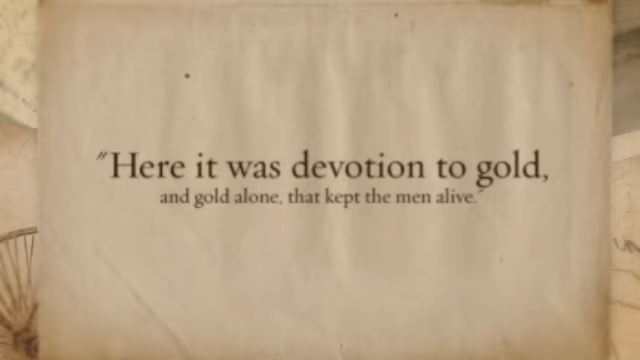 "Here it was devotion to gold,
and gold alone, that kept the men alive."